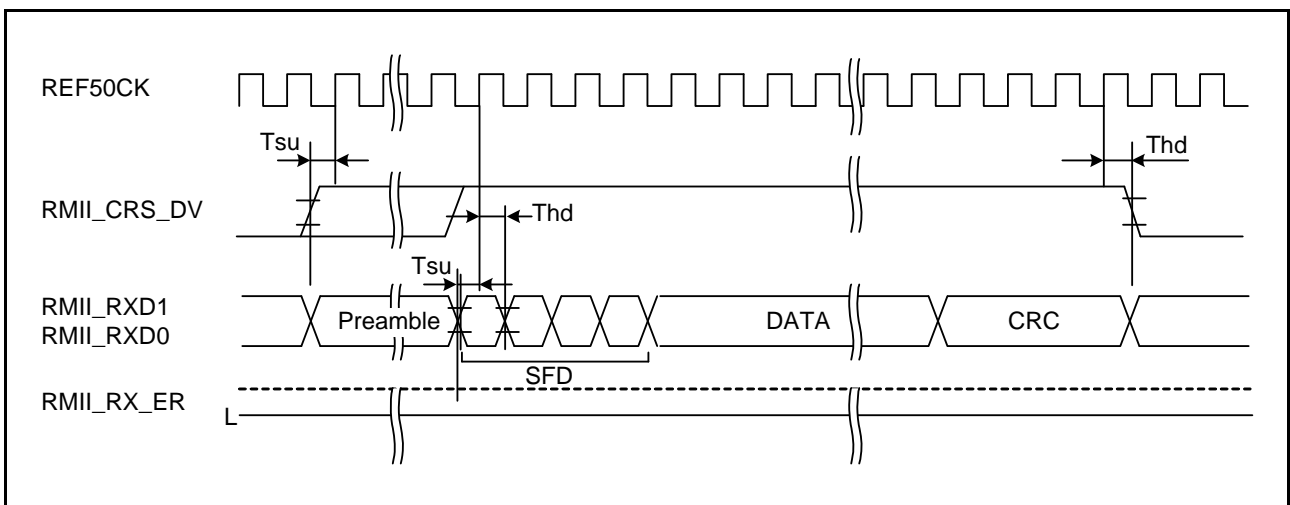 REF50CK
Tsu
Thd
RMII_CRS_DV
Thd
Tsu
RMII_RXD1
RMII_RXD0
Preamble
DATA
CRC
SFD
RMII_RX_ER
L